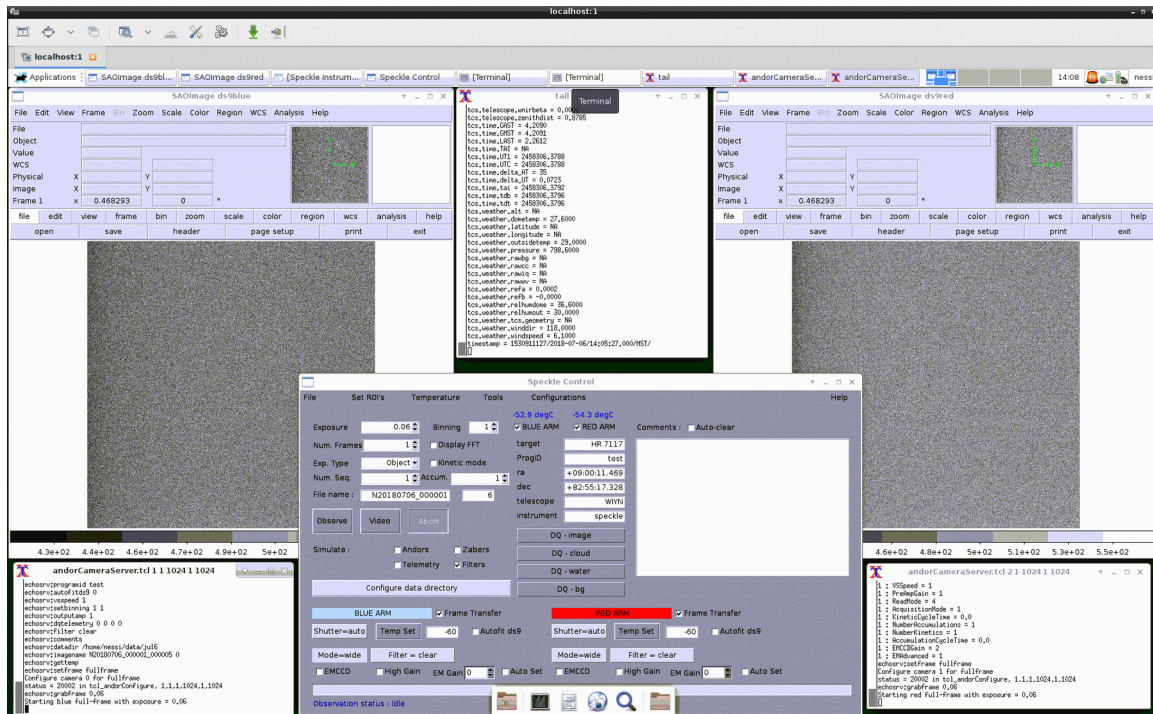 localhost:1
localhost:1
Applications
SAOImage ds9bl...
SAOImage ds9red
[Speckle Instrum...
Speckle Control
[Terminal]
[Terminal]
tail
andorCameraSe...
andorCameraSe...
14:08
nessi
SAOImage ds9blue
File Edit View Frame Bin Zoom Scale Color Region WCS Analysis Help
File
Object
Value
WCS
Physical X Y
Image X Y
Frame 1 x 0.468293 0 °
file edit view frame bin zoom scale color region wcs analysis help
open save header page setup print exit
4.3e+02 4.4e+02 4.6e+02 4.7e+02 4.9e+02 5e+02
tail
Terminal
tcs.telescope.wnirbeta = 0.00
tcs.telescope.zenithdist = 0.8785
tcs.time.GAST = 4.2090
tcs.time.GMST = 4.2091
tcs.time.LAST = 2.2612
tcs.time.TAI = NA
tcs.time.UT1 = 2458306.3788
tcs.time.UTC = 2458306.3788
tcs.time.delta_AT = 35
tcs.time.delta_UT = 0.0723
tcs.time.tai = 2458306.3792
tcs.time.tdb = 2458306.3796
tcs.time.tdt = 2458306.3796
tcs.weather.alt = NA
tcs.weather.dometemp = 27.6000
tcs.weather.latitude = NA
tcs.weather.longitude = NA
tcs.weather.outsidetemp = 29.0000
tcs.weather.pressure = 798.6000
tcs.weather.rawbg = NA
tcs.weather.rawcc = NA
tcs.weather.rawiq = NA
tcs.weather.rawwv = NA
tcs.weather.refa = 0.0002
tcs.weather.refb = -0.0000
tcs.weather.relhumdome = 36.6000
tcs.weather.relhumout = 30.0000
tcs.weather.tcs.geometry = NA
tcs.weather.winddir = 118.0000
tcs.weather.windspeed = 6.1000
timestamp = 1530911127/2018-07-06/14:05:27.000/MST/
SAOImage ds9red
File Edit View Frame Bin Zoom Scale Color Region WCS Analysis Help
File
Object
Value
WCS
Physical X Y
Image X Y
Frame 1 x 0.468293 0 °
file edit view frame bin zoom scale color region wcs analysis help
open save header page setup print exit
4.6e+02 4.8e+02 5e+02 5.1e+02 5.3e+02 5.5e+02
Speckle Control
File Set ROI's Temperature Tools Configurations Help
-52.9 degC -54.3 degC
Exposure 0.06 Binning 1 BLUE ARM RED ARM Comments : Auto-clear
Num. Frames 1 Display FFT target HR 7117
Exp. Type Object Kinetic mode ProgID test
Num. Seq. 1 Accum. 1 ra +09:00:11.469
File name : N20180706_000001 6 dec +82:55:17.328
telescope WIYN
instrument speckle
Observe Video Abort
DQ - image
Simulate : Andors Zabers DQ - cloud
Telemetry Filters DQ - water
Configure data directory DQ - bg
BLUE ARM Frame Transfer RED ARM Frame Transfer
Shutter=auto Temp Set -60 Autofit ds9 Shutter=auto Temp Set -60 Autofit ds9
Mode=wide Filter = clear Mode=wide Filter = clear
EMCCD High Gain EM Gain 0 Auto Set EMCCD High Gain EM Gain 0 Auto Set
Observation status : Idle
andorCameraServer.tcl 1 1 1024 1 1024
echosrv:programid test
echosrv:autofitds9 0
echosrv:vsspeed 1
echosrv:setbinning 1 1
echosrv:outputamp 1
echosrv:dqtelemetry 0 0 0 0
echosrv:filter clear
echosrv:comments
echosrv:datadir /home/nessi/data/jul6
echosrv:imagename N20180706_000001_000005 0
echosrv:gettemp
echosrv:setframe fullframe
Configure camera 0 for fullframe
status = 20002 in tcl_andorConfigure, 1,1,1,1024,1,1024
echosrv:grabframe 0.06
Starting blue full-frame with exposure = 0.06
andorCameraServer.tcl 2 1 1024 1 1024
1 : VSSpeed = 1
1 : PreAmpGain = 1
1 : ReadMode = 4
1 : AcquisitionMode = 1
1 : KineticCycleTime = 0.0
1 : NumberAccumulations = 1
1 : NumberKinetics = 1
1 : AccumulationCycleTime = 0.0
1 : EMCCDGain = 2
1 : EMAdvanced = 1
echosrv:setframe fullframe
Configure camera 1 for fullframe
status = 20002 in tcl_andorConfigure, 1,1,1,1024,1,1024
echosrv:grabframe 0.06
Starting red full-frame with exposure = 0.06